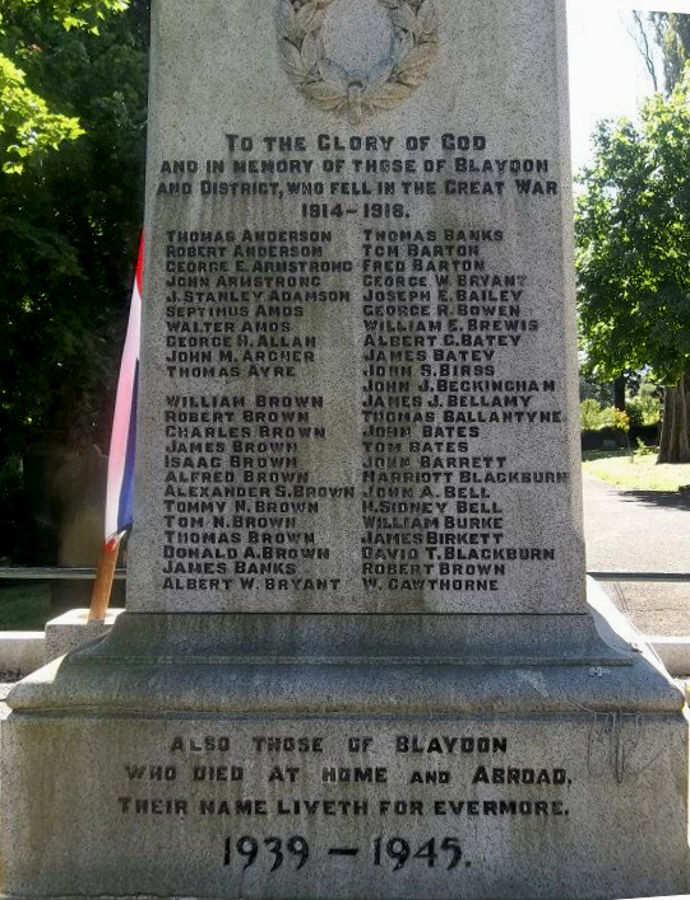 TO THE GLORY OF GOD
AND IN MEMORY OF THOSE OF BLAYDON
AND DISTRICT, WHO FELL IN THE GREAT WAR
1914-1918.
THOMAS ANDERSON
ROBERT ANDERSON
GEORGE E. ARMSTRONG
JOHN ARMSTRONG
J. STANLEY ADAMSON
SEPTIMUS AMOS
WALTER AMOS
GEORGE H. ALLAN
JOHN M. ARCHER
THOMAS AYRE
WILLIAM BROWN
ROBERT BROWN
CHARLES BROWN
JAMES BROWN
ISAAC BROWN
ALFRED BROWN
ALEXANDER S. BROWN
TOMMY N. BROWN
TOM N. BROWN
THOMAS BROWN
DONALD A. BROWN
JAMES BANKS
ALBERT W. BRYANT
THOMAS BANKS
TOM BARTON
FRED BARTON
GEORGE W. BRYANT
JOSEPH E. BAILEY
GEORGE R. BOWEN
WILLIAM E. BREWIS
ALBERT G. BATEY
JAMES BATEY
JOHN S. BIRSS
JOHN J. BECKINGHAM
JAMES J. BELLAMY
THOMAS BALLANTYNE
JOHN BATES
TOM BATES
JOHN BARRETT
HARRIOTT BLACKBURN
JOHN A. BELL
H. SIDNEY BELL
WILLIAM BURKE
JAMES BIRKETT
DAVID T. BLACKBURN
ROBERT BROWN
W. CAWTHORNE
ALSO THOSE OF BLAYDON
WHO DIED AT HOME AND ABROAD.
THEIR NAME LIVETH FOR EVERMORE.
1939 – 1945.